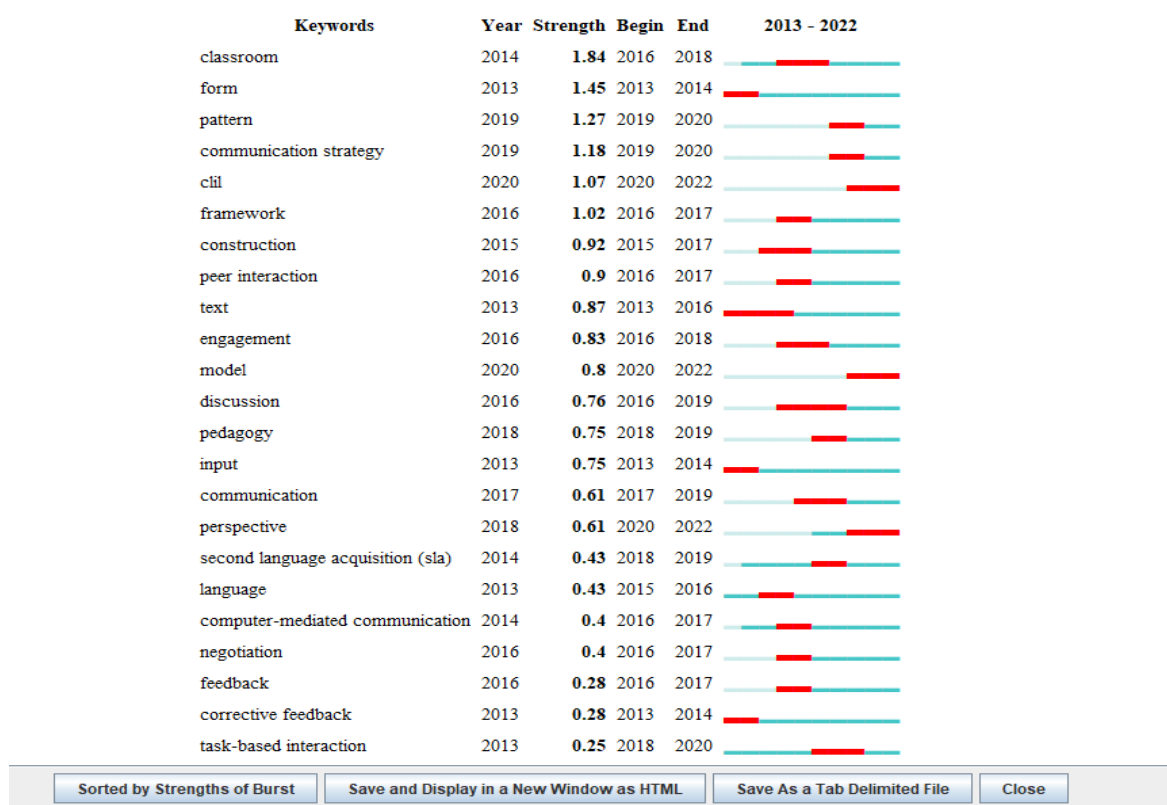 Keywords Year Strength Begin End 2013 - 2022
classroom 2014 1.84 2016 2018
form 2013 1.45 2013 2014
pattern 2019 1.27 2019 2020
communication strategy 2019 1.18 2019 2020
clil 2020 1.07 2020 2022
framework 2016 1.02 2016 2017
construction 2015 0.92 2015 2017
peer interaction 2016 0.9 2016 2017
text 2013 0.87 2013 2016
engagement 2016 0.83 2016 2018
model 2020 0.8 2020 2022
discussion 2016 0.76 2016 2019
pedagogy 2018 0.75 2018 2019
input 2013 0.75 2013 2014
communication 2017 0.61 2017 2019
perspective 2018 0.61 2020 2022
second language acquisition (sla) 2014 0.43 2018 2019
language 2013 0.43 2015 2016
computer-mediated communication 2014 0.4 2016 2017
negotiation 2016 0.4 2016 2017
feedback 2016 0.28 2016 2017
corrective feedback 2013 0.28 2013 2014
task-based interaction 2013 0.25 2018 2020
Sorted by Strengths of Burst Save and Display in a New Window as HTML Save As a Tab Delimited File Close